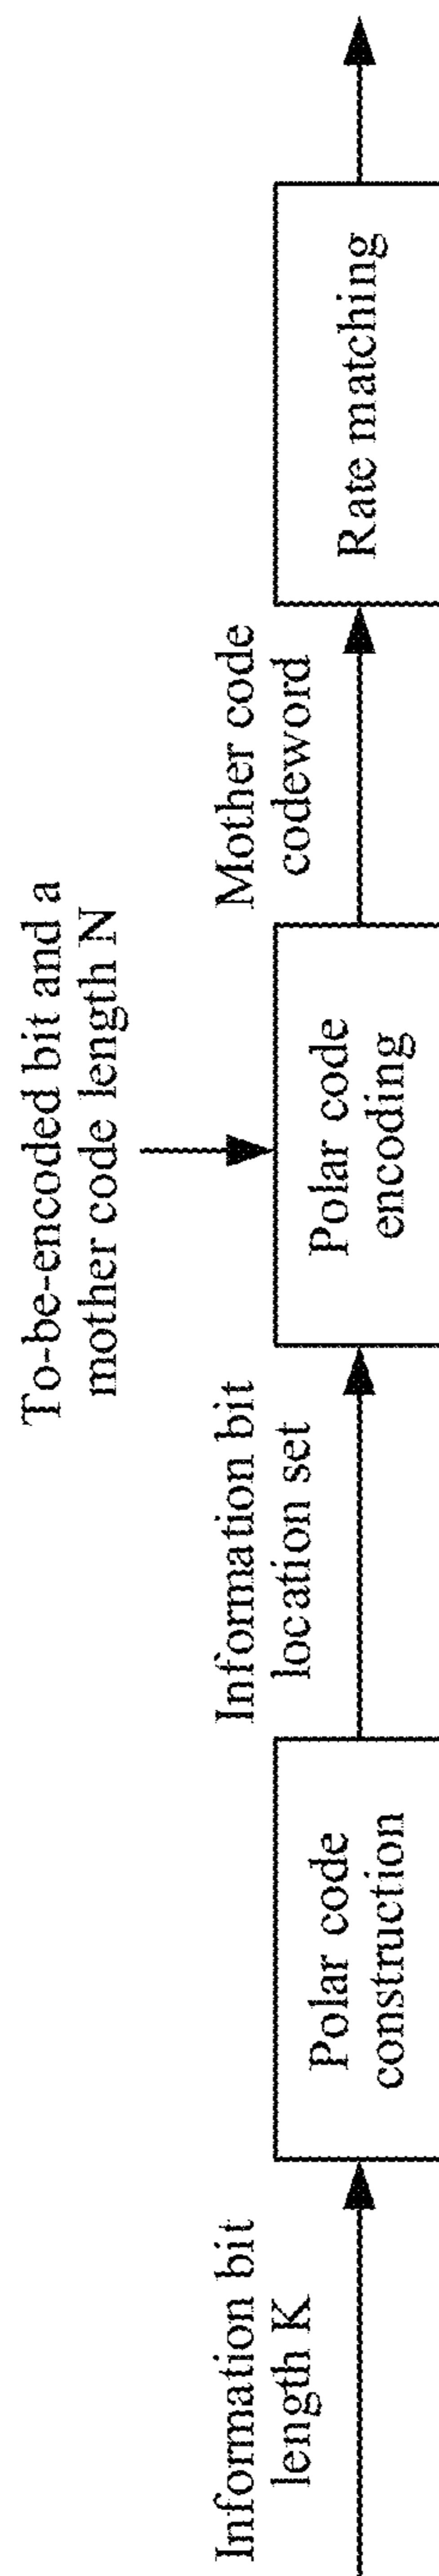 Information bit
length K
Polar code
construction
Information bit
location set
To-be-encoded bit and a
mother code length N
Polar code
encoding
Mother code
codeword
Rate matching